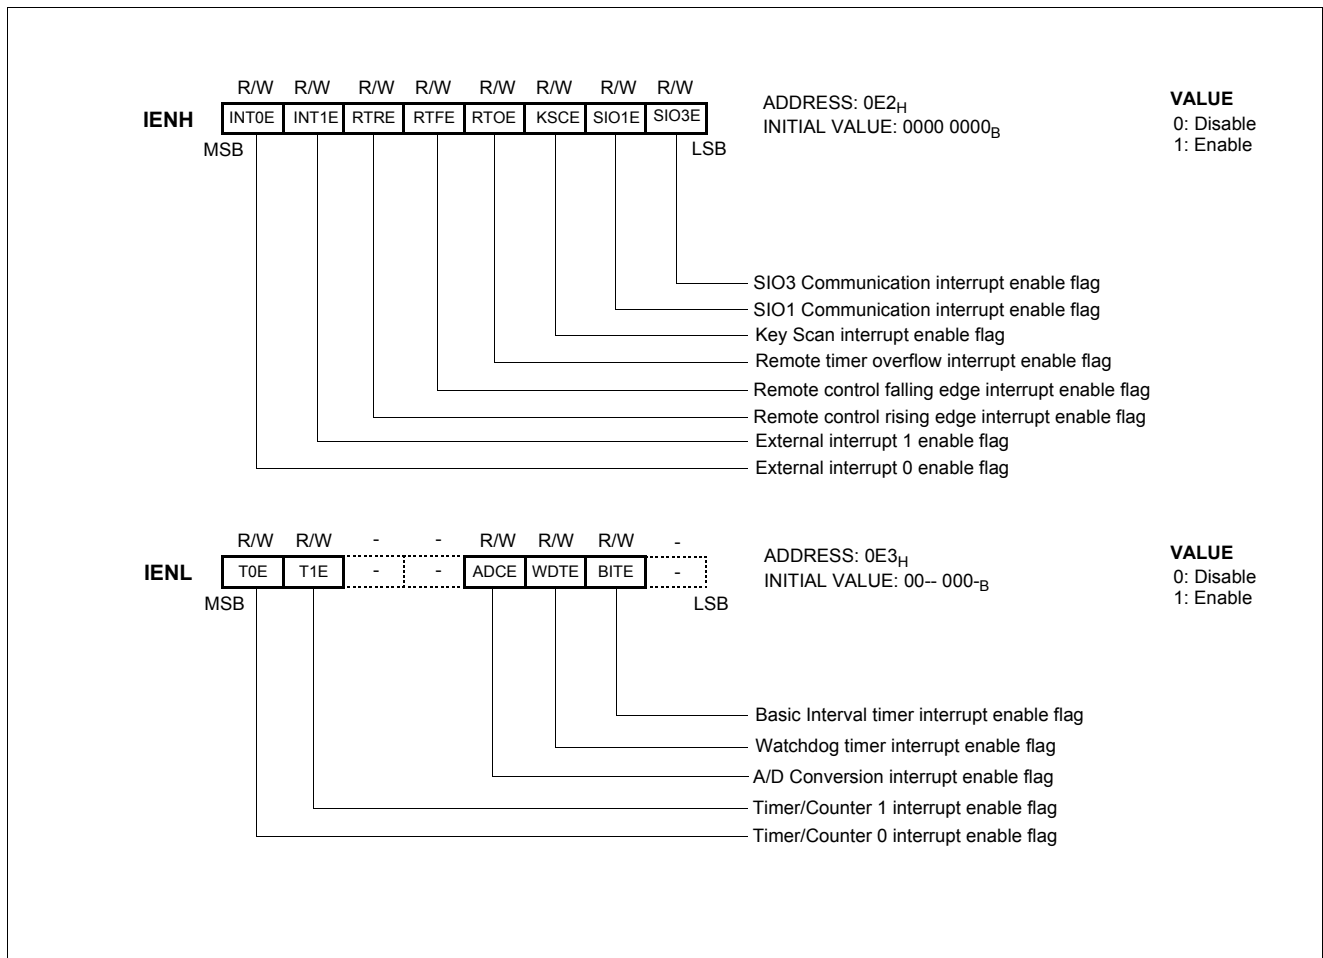 R/W R/W R/W R/W R/W R/W R/W R/W
IENH INT0E INT1E RTRE RTFE RTOE KSCE SIO1E SIO3E
MSB LSB
ADDRESS: 0E2H
INITIAL VALUE: 0000 0000B
VALUE
0: Disable
1: Enable
SIO3 Communication interrupt enable flag
SIO1 Communication interrupt enable flag
Key Scan interrupt enable flag
Remote timer overflow interrupt enable flag
Remote control falling edge interrupt enable flag
Remote control rising edge interrupt enable flag
External interrupt 1 enable flag
External interrupt 0 enable flag
R/W R/W - - R/W R/W R/W -
IENL T0E T1E - - ADCE WDTE BITE -
MSB LSB
ADDRESS: 0E3H
INITIAL VALUE: 00-- 000-B
VALUE
0: Disable
1: Enable
Basic Interval timer interrupt enable flag
Watchdog timer interrupt enable flag
A/D Conversion interrupt enable flag
Timer/Counter 1 interrupt enable flag
Timer/Counter 0 interrupt enable flag